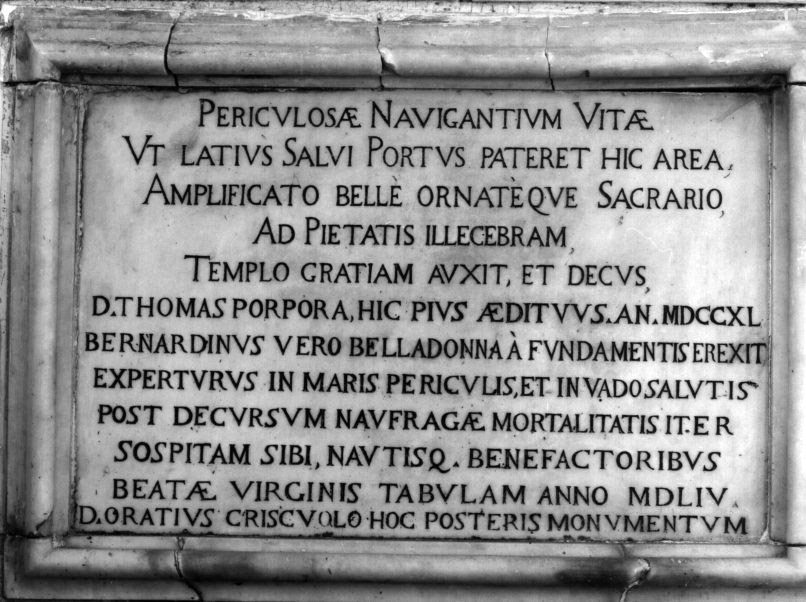 PERICVLOSÆ NAVIGANTIVM VITÆ
VT LATIVS SALVI PORTVS PATERET HIC AREA,
AMPLIFICATO BELLÈ ORNATÈQVE SACRARIO,
AD PIETATIS ILLECEBRAM,
TEMPLO GRATIAM AVXIT, ET DECVS,
D.THOMAS PORPORA, HIC PIVS ÆDITVVS. AN. MDCCXL
BERNARDINVS VERO BELLADONNA À FVNDAMENTIS EREXIT
EXPERTVRVS IN MARIS PERICVLIS, ET IN VADO SALVTIS
POST DECVRSVM NAVFRAGÆ MORTALITATIS ITER
SOSPITAM SIBI, NAVTISQ. BENEFACTORIBVS
BEATÆ VIRGINIS TABVLAM ANNO MDLIV.
D.ORATIVS CRISCVOLO HOC POSTERIS MONVMENTVM